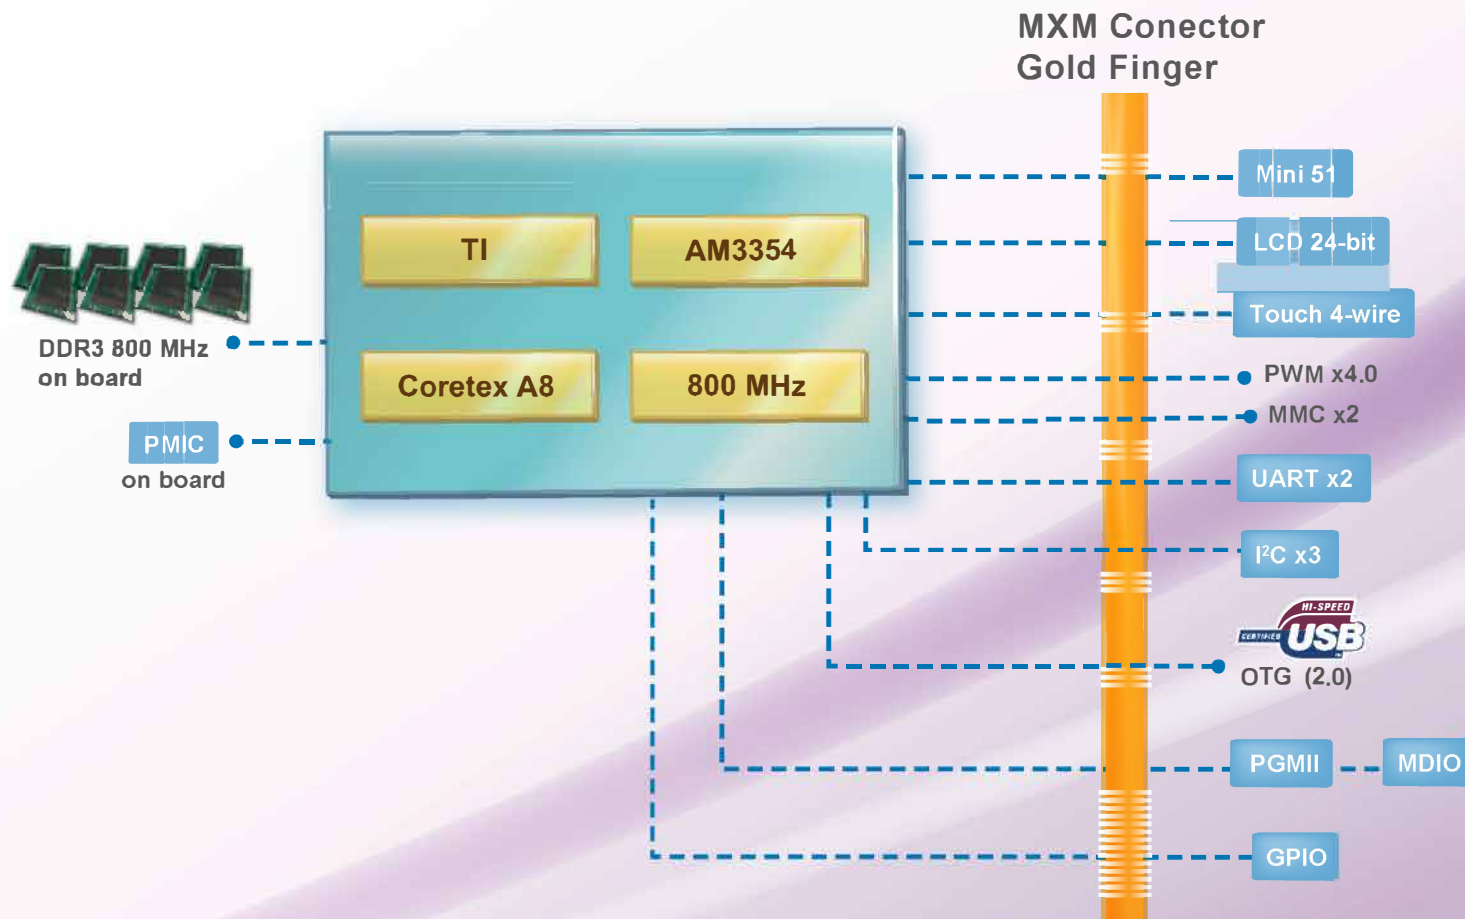 MXM Conector
Gold Finger
TI
AM3354
Coretex A8
800 MHz
DDR3 800 MHz
on board
PMIC
on board
Mini 51
LCD 24-bit
Touch 4-wire
PWM x4.0
MMC x2
UART x2
I²C x3
HI-SPEED
CERTIFIED USB
OTG (2.0)
PGMII
MDIO
GPIO